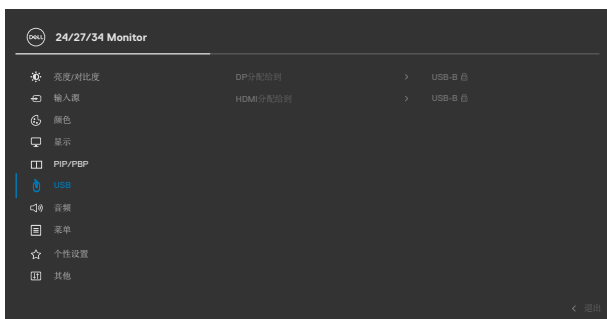 DELL 24/27/34 Monitor
亮度/对比度 DP分配给到 > USB-B
输入源 HDMI分配给到 > USB-B
颜色
显示
PIP/PBP
USB
音频
菜单
个性设置
其他
< 退出